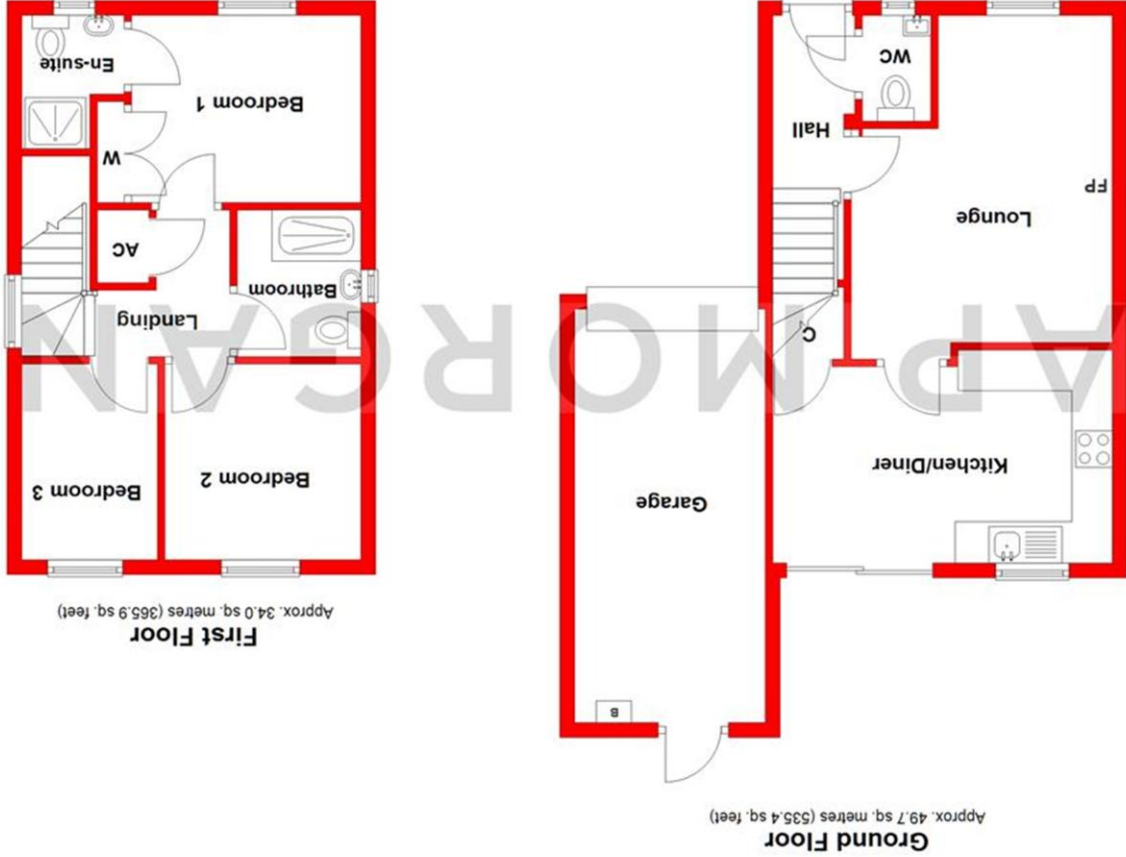 Ground Floor
Approx. 49.7 sq. metres (535.4 sq. feet)
B
Garage
Kitchen/Diner
C
Lounge
FP
Hall
WC
First Floor
Approx. 34.0 sq. metres (365.9 sq. feet)
Bedroom 2
Bedroom 3
Landing
Bathroom
AC
W
Bedroom 1
En-suite
AP MORGAN